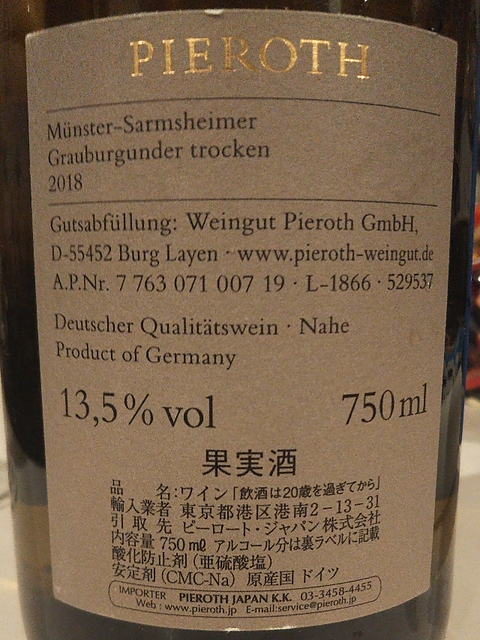 PIEROTH
Münster-Sarmsheimer
Grauburgunder trocken
2018
Gutsabfüllung: Weingut Pieroth GmbH,
D-55452 Burg Layen · www.pieroth-weingut.de
A.P.Nr. 7 763 071 007 19 · L-1866 · 529537
Deutscher Qualitätswein · Nahe
Product of Germany
13,5% vol 750 ml
果実酒
品 名:ワイン「飲酒は20歳を過ぎてから」
輸入業者 東京都港区港南2-13-31
引 取 先 ピーロート・ジャパン株式会社
内容量 750 ㎖ アルコール分は裏ラベルに記載
酸化防止剤 (亜硫酸塩)
安定剤 (CMC-Na) 原産国 ドイツ
IMPORTER PIEROTH JAPAN K.K. 03-3458-4455
Web : www.pieroth.jp E-mail:service@pieroth.jp